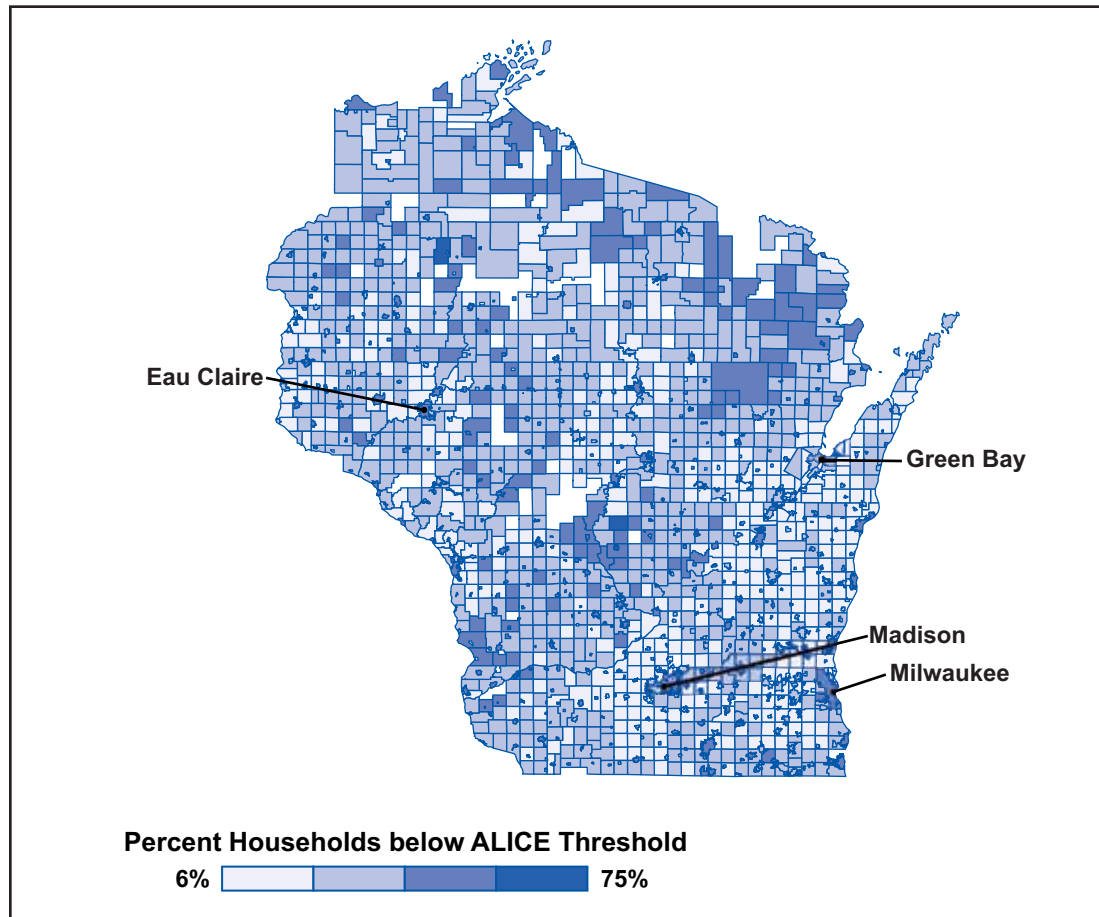 Eau Claire
Green Bay
Madison
Milwaukee
Percent Households below ALICE Threshold
6% 75%